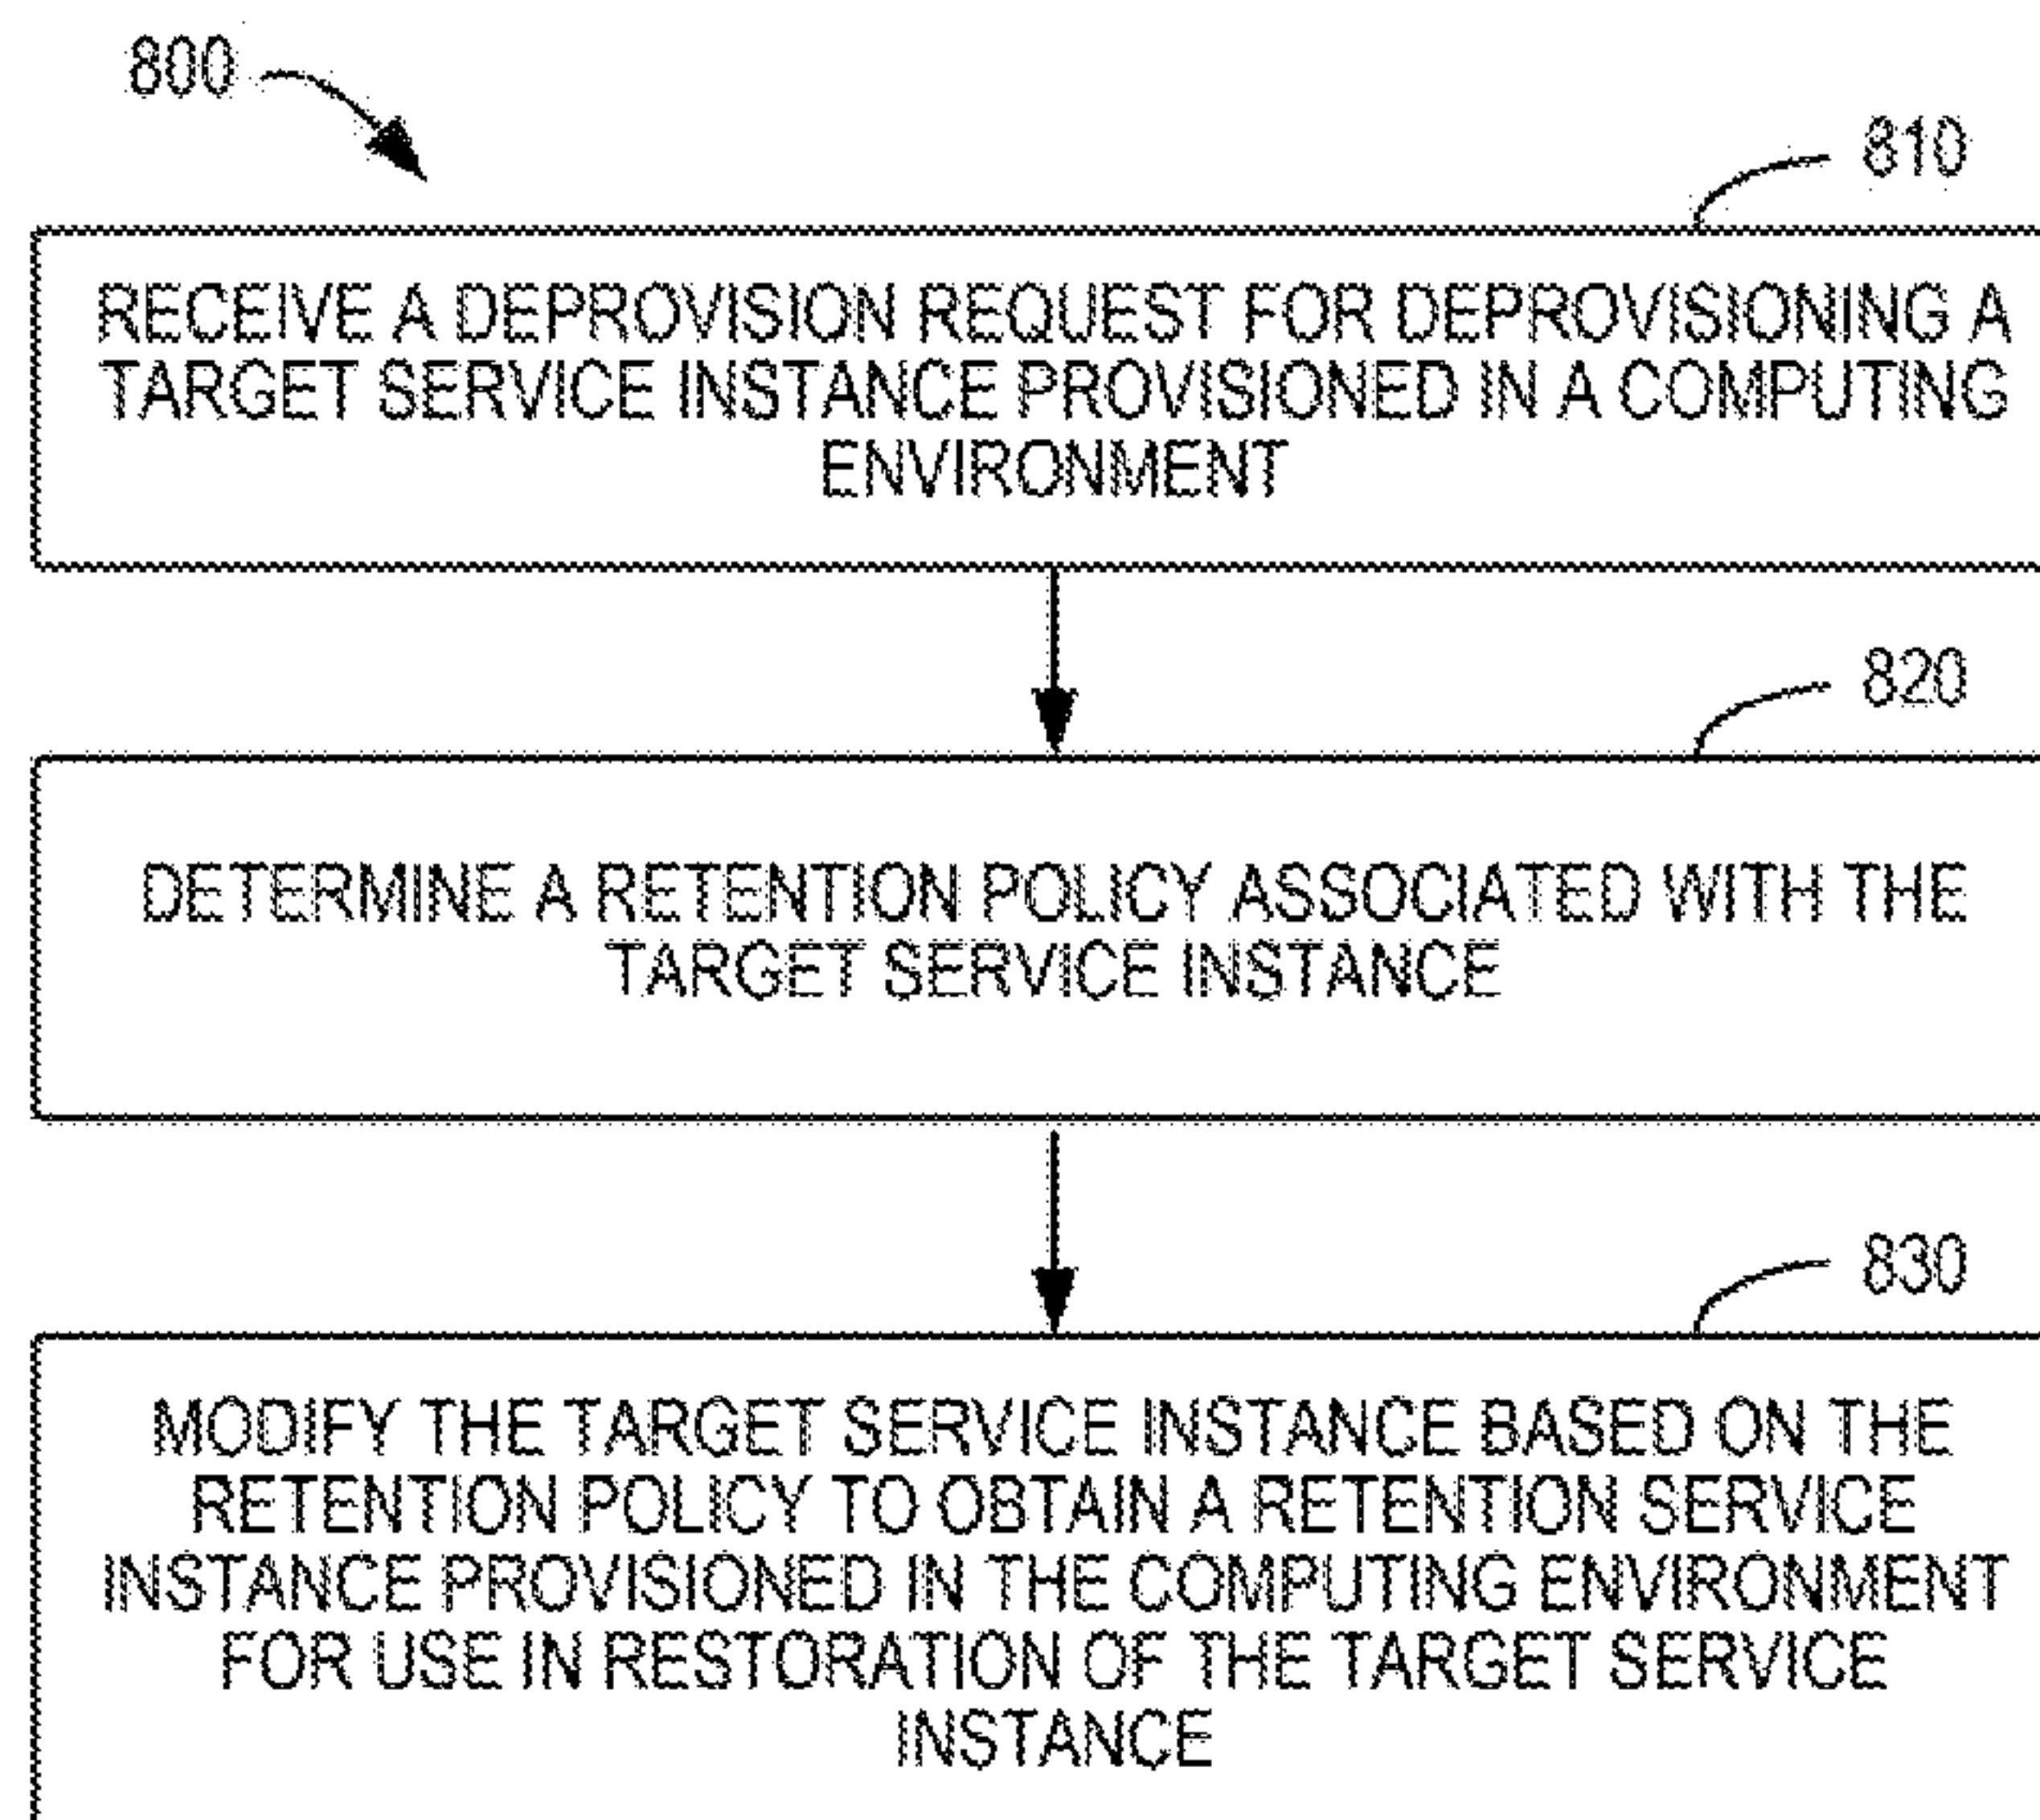 800
810
RECEIVE A DEPROVISION REQUEST FOR DEPROVISIONING A
TARGET SERVICE INSTANCE PROVISIONED IN A COMPUTING
ENVIRONMENT
820
DETERMINE A RETENTION POLICY ASSOCIATED WITH THE
TARGET SERVICE INSTANCE
830
MODIFY THE TARGET SERVICE INSTANCE BASED ON THE
RETENTION POLICY TO OBTAIN A RETENTION SERVICE
INSTANCE PROVISIONED IN THE COMPUTING ENVIRONMENT
FOR USE IN RESTORATION OF THE TARGET SERVICE
INSTANCE